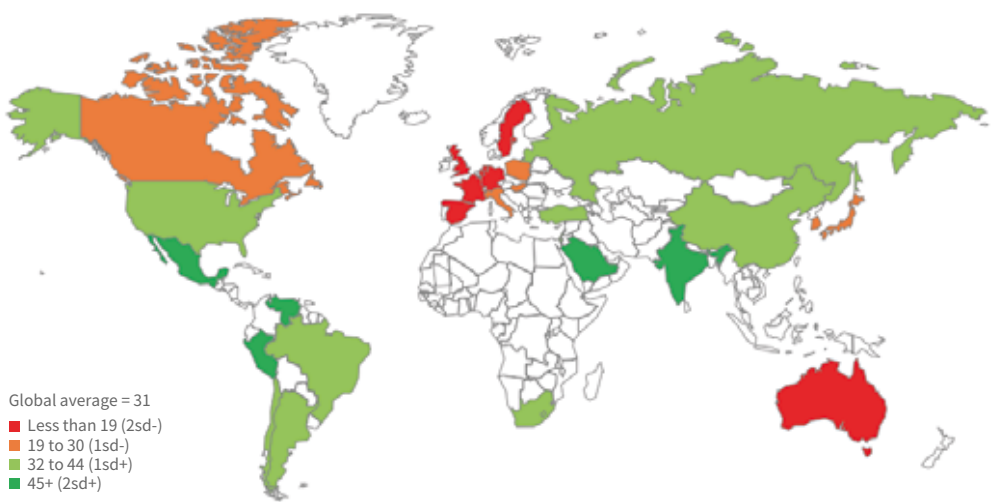 Global average = 31
Less than 19 (2sd-)
19 to 30 (1sd-)
32 to 44 (1sd+)
45+ (2sd+)